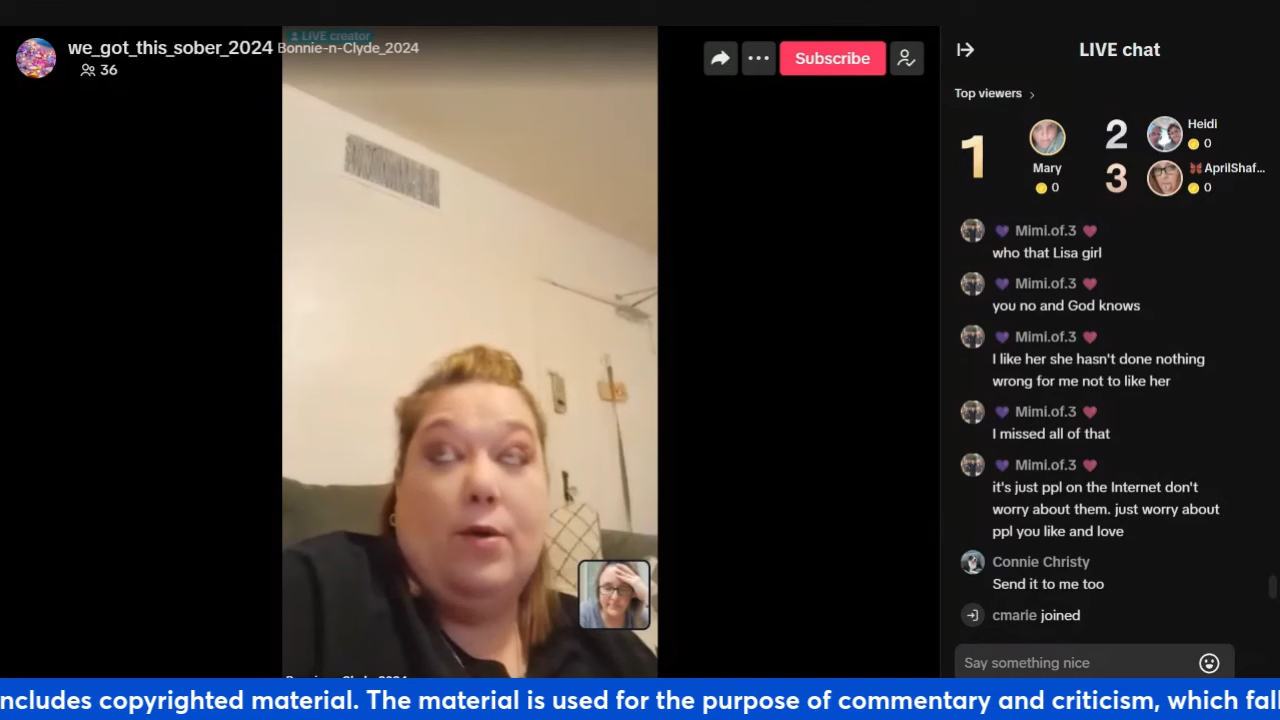 LIVE creator
we_got_this_sober_2024 Bonnie-n-Clyde_2024
36
Subscribe
LIVE chat
Top viewers
1
Mary
0
2
Heidi
0
3
AprilShaf...
0
Mimi.of.3
who that Lisa girl
Mimi.of.3
you no and God knows
Mimi.of.3
I like her she hasn't done nothing
wrong for me not to like her
Mimi.of.3
I missed all of that
Mimi.of.3
it's just ppl on the Internet don't
worry about them. just worry about
ppl you like and love
Connie Christy
Send it to me too
cmarie joined
Say something nice
Bonnie-n-Clyde_2024
ncludes copyrighted material. The material is used for the purpose of commentary and criticism, which fall